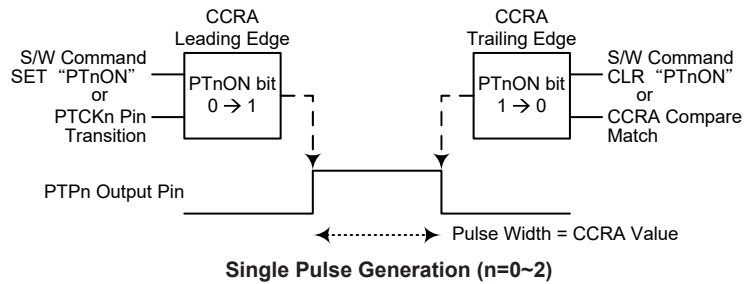 CCRA
Leading Edge
S/W Command
SET “PTnON”
or
PTCKn Pin
Transition
PTnON bit
0 → 1
CCRA
Trailing Edge
PTnON bit
1 → 0
S/W Command
CLR “PTnON”
or
CCRA Compare
Match
PTPn Output Pin
Pulse Width = CCRA Value
Single Pulse Generation (n=0~2)